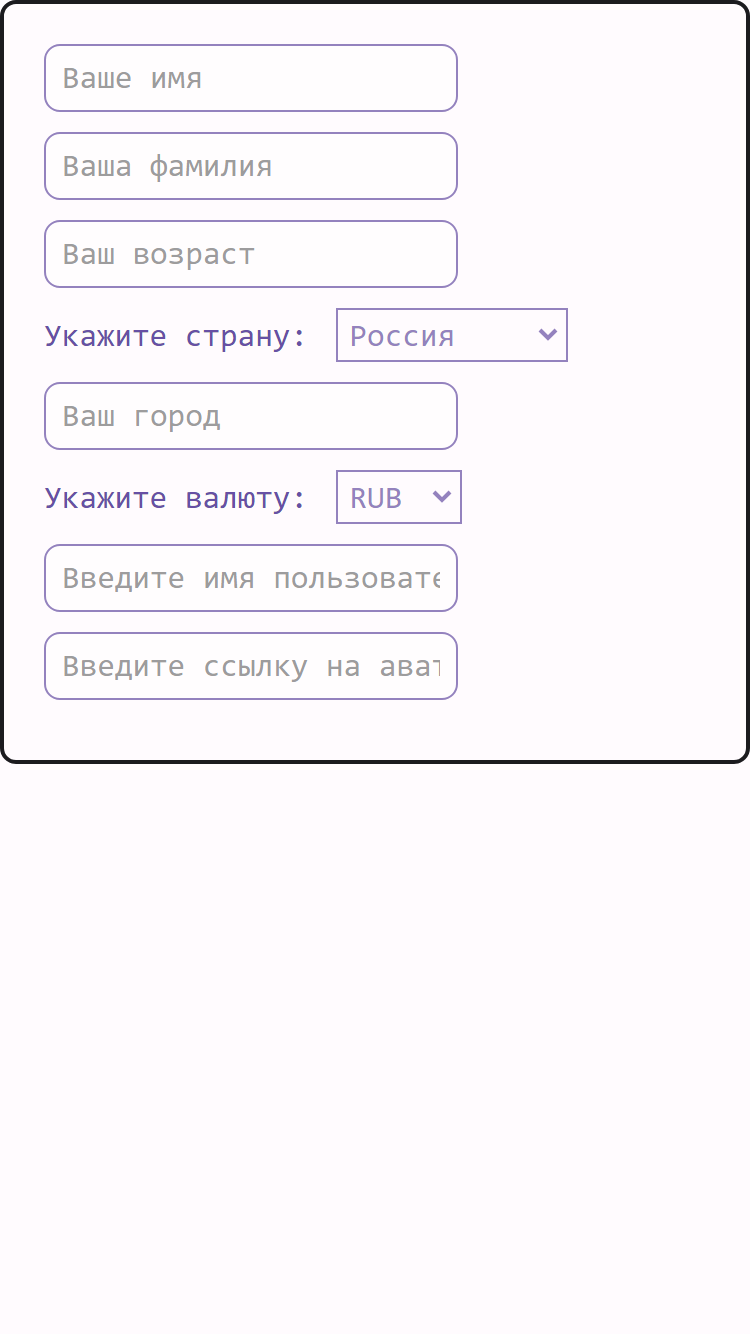 Ваше имя
Ваша фамилия
Ваш возраст
Укажите страну: Россия
Ваш город
Укажите валюту: RUB
Введите имя пользовате
Введите ссылку на ават